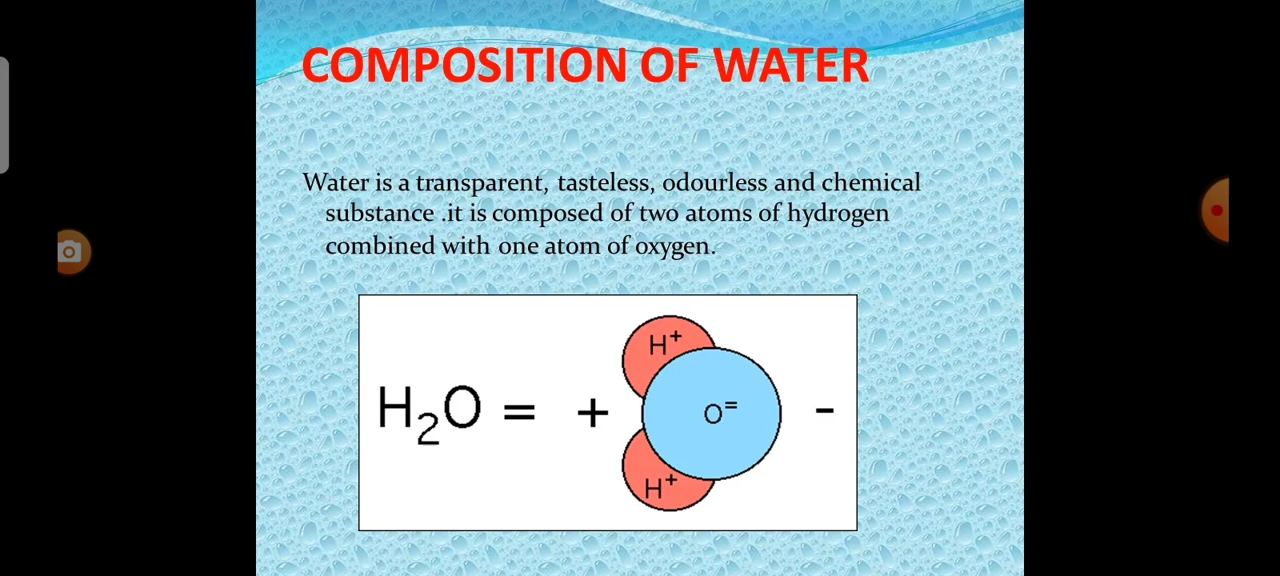 COMPOSITION OF WATER
Water is a transparent, tasteless, odourless and chemical
substance .it is composed of two atoms of hydrogen
combined with one atom of oxygen.
H⁺
H₂O = + O⁼ -
H⁺